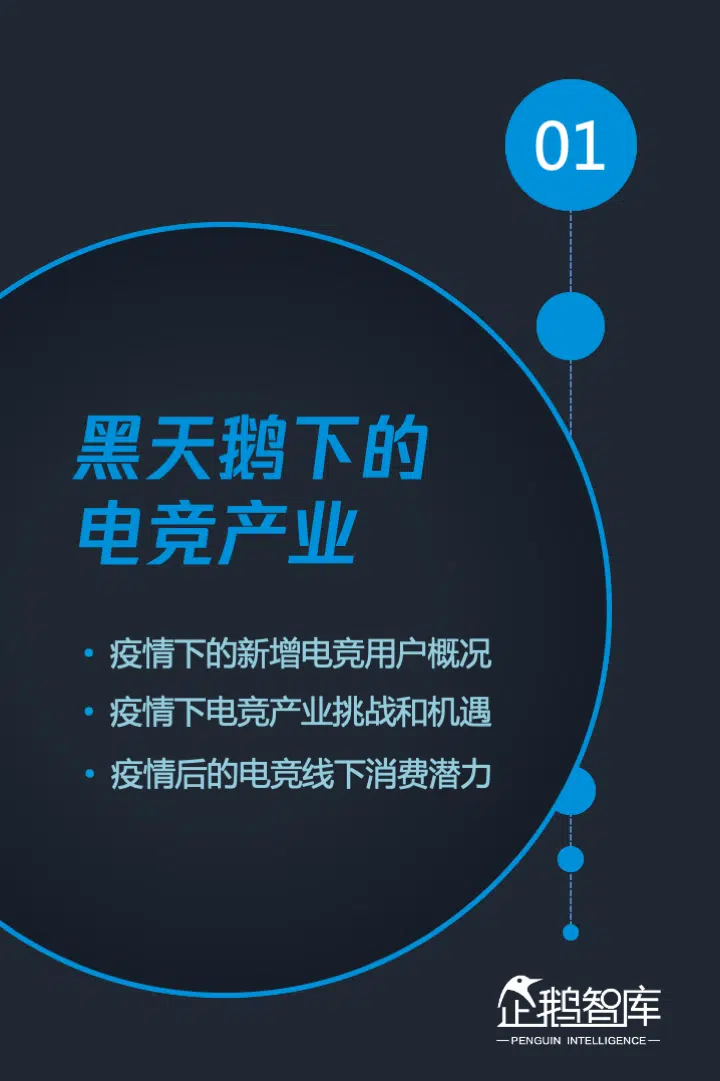 01
黑天鹅下的
电竞产业
• 疫情下的新增电竞用户概况
• 疫情下电竞产业挑战和机遇
• 疫情后的电竞线下消费潜力
企鹅智库
—PENGUIN INTELLIGENCE—